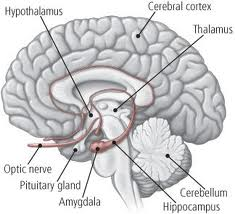 Cerebral cortex
Hypothalamus
Thalamus
Optic nerve
Pituitary gland
Amygdala
Cerebellum
Hippocampus